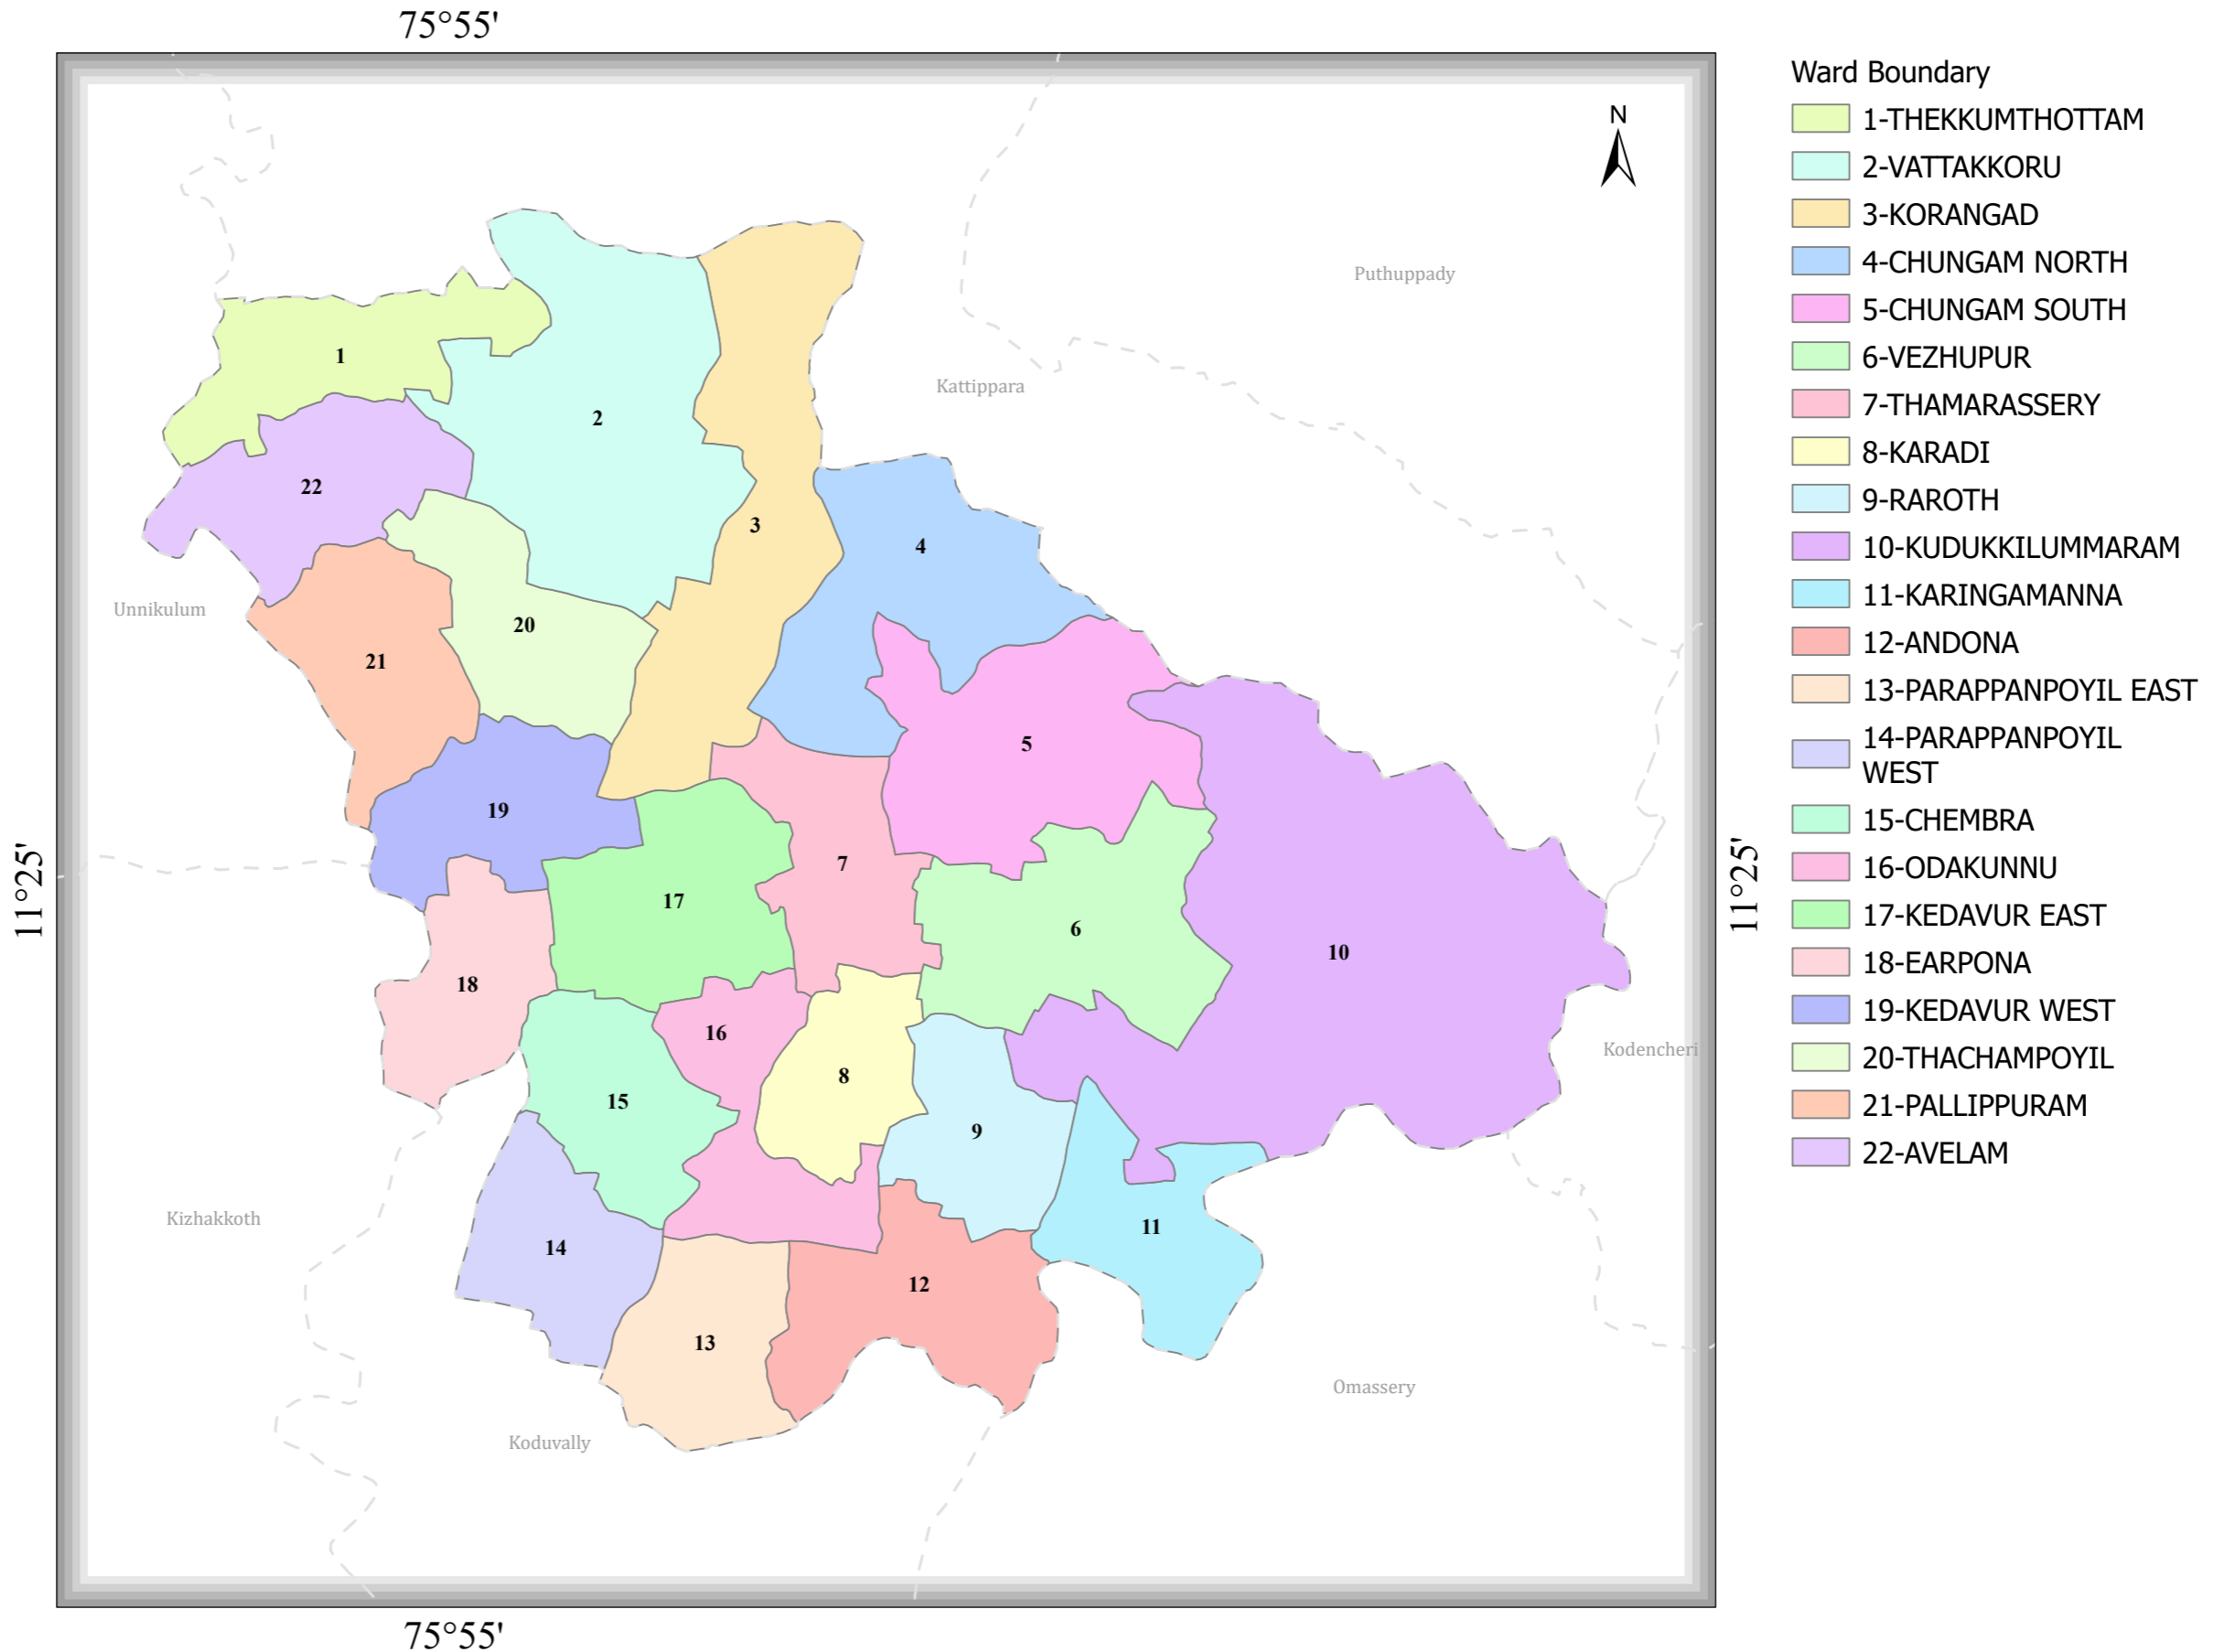 75°55'
Ward Boundary
1-THEKKUMTHOTTAM
2-VATTAKKORU
3-KORANGAD
4-CHUNGAM NORTH
5-CHUNGAM SOUTH
6-VEZHUPUR
7-THAMARASSERY
8-KARADI
9-RAROTH
10-KUDUKKILUMMARAM
11-KARINGAMANNA
12-ANDONA
13-PARAPPANPOYIL EAST
14-PARAPPANPOYIL
WEST
15-CHEMBRA
16-ODAKUNNU
17-KEDAVUR EAST
18-EARPONA
19-KEDAVUR WEST
20-THACHAMPOYIL
21-PALLIPPURAM
22-AVELAM
N
Puthuppady
1
Kattippara
2
22
3
4
Unnikulum
20
21
5
19
7
11°25'
11°25'
17
6
10
18
16
Kodencheri
8
15
9
Kizhakkoth
11
14
12
13
Omassery
Koduvally
75°55'